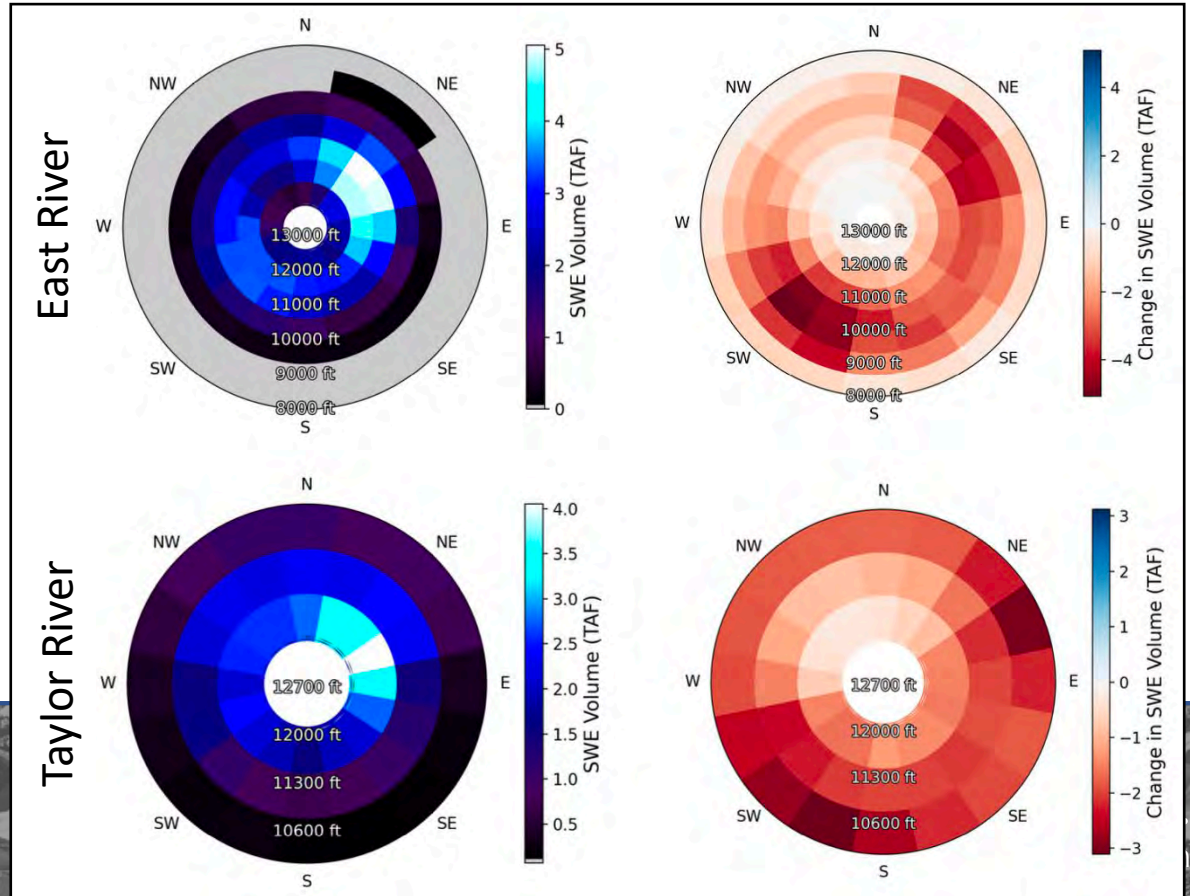 East River
N
NW
NE
W
E
SW
SE
S
13000 ft
12000 ft
11000 ft
10000 ft
9000 ft
8000 ft
5
4
3
2
1
0
SWE Volume (TAF)
N
NW
NE
W
E
SW
SE
S
13000 ft
12000 ft
11000 ft
10000 ft
9000 ft
8000 ft
4
2
0
−2
−4
Change in SWE Volume (TAF)
Taylor River
N
NW
NE
W
E
SW
SE
S
12700 ft
12000 ft
11300 ft
10600 ft
4.0
3.5
3.0
2.5
2.0
1.5
1.0
0.5
SWE Volume (TAF)
N
NW
NE
W
E
SW
SE
S
12700 ft
12000 ft
11300 ft
10600 ft
3
2
1
0
−1
−2
−3
Change in SWE Volume (TAF)